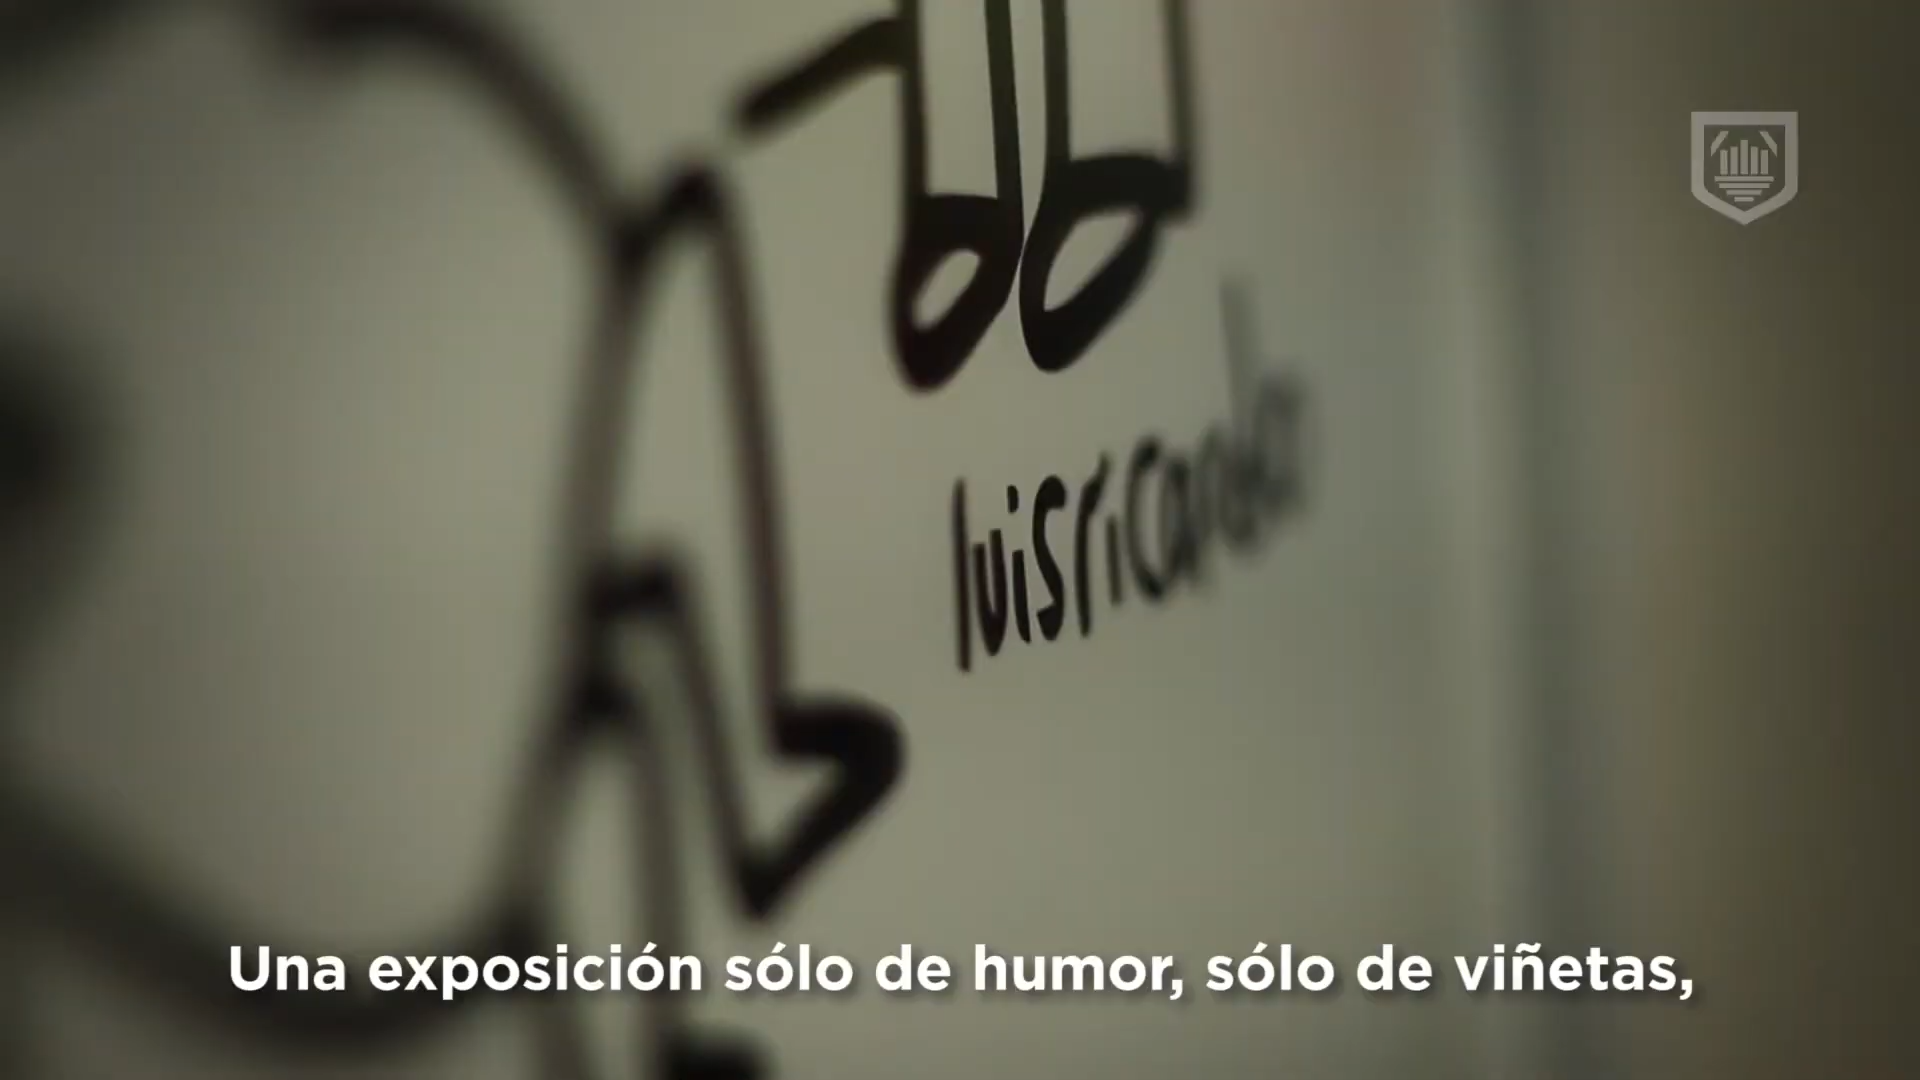 luisricardo
Una exposición sólo de humor, sólo de viñetas,